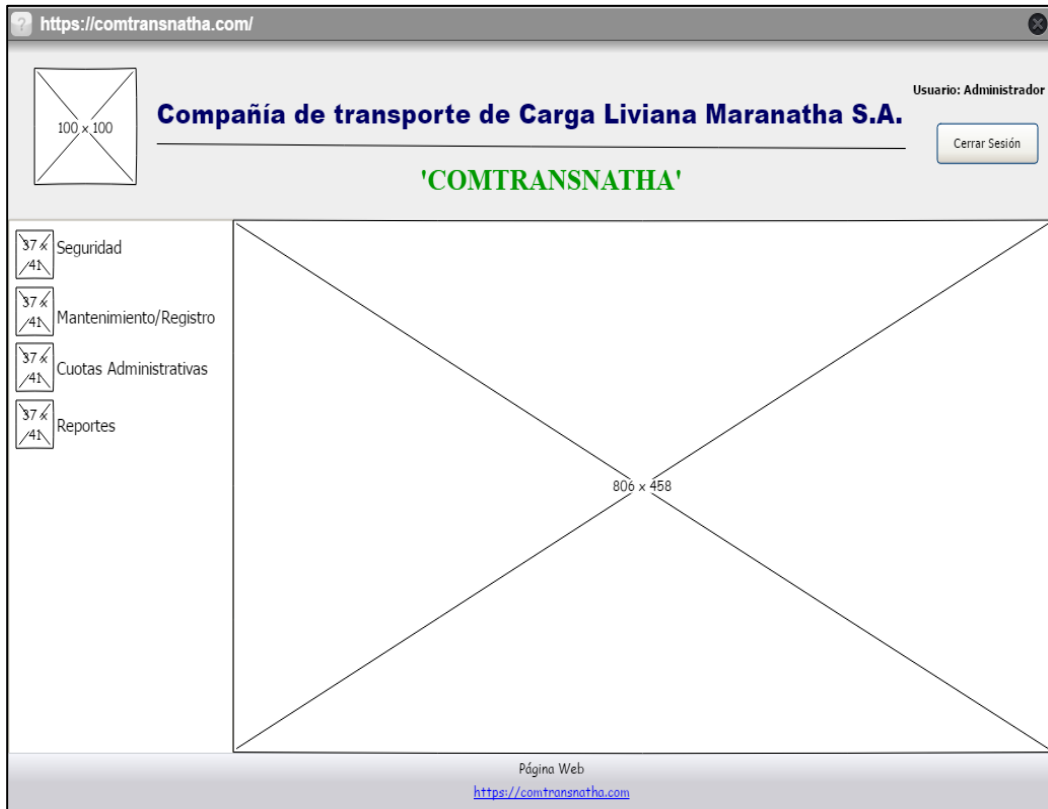 https://comtransnatha.com/
100 x 100
Compañía de transporte de Carga Liviana Maranatha S.A.
'COMTRANSNATHA'
Usuario: Administrador
Cerrar Sesión
37 x
41
Seguridad
37 x
41
Mantenimiento/Registro
37 x
41
Cuotas Administrativas
37 x
41
Reportes
806 x 458
Página Web
https://comtransnatha.com